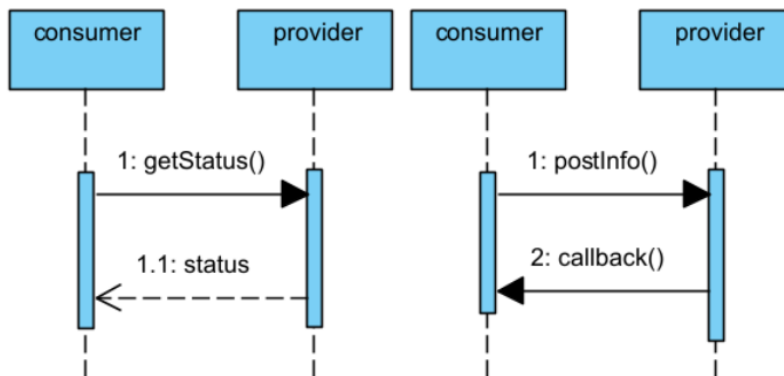 consumer
provider
consumer
provider
1: getStatus()
1: postInfo()
1.1: status
2: callback()